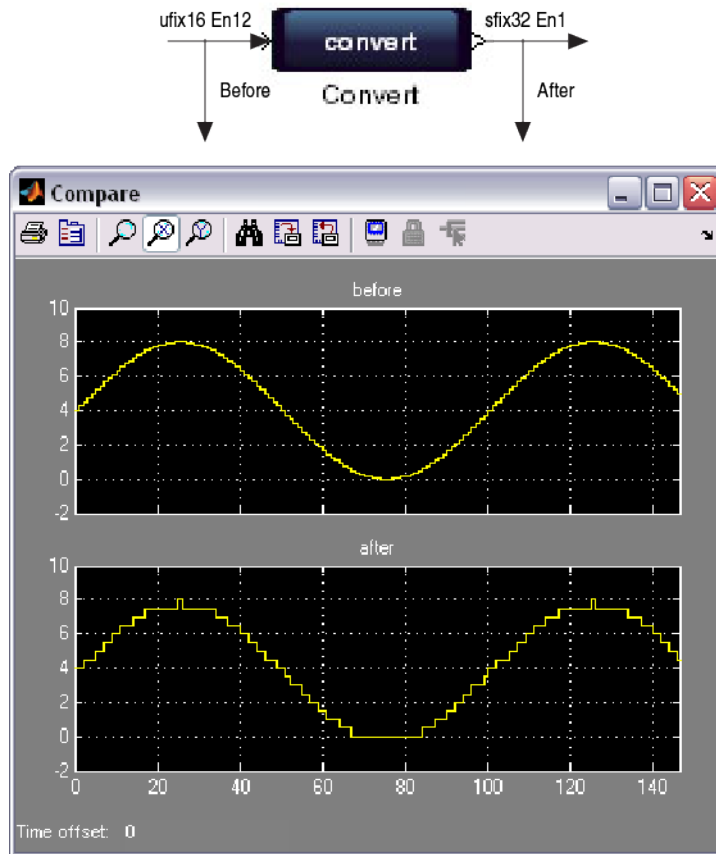 ufix16 En12
convert
sfix32 En1
Before
Convert
After
Compare
before
10
8
6
4
2
0
-2
after
10
8
6
4
2
0
-2
0 20 40 60 80 100 120 140
Time offset: 0